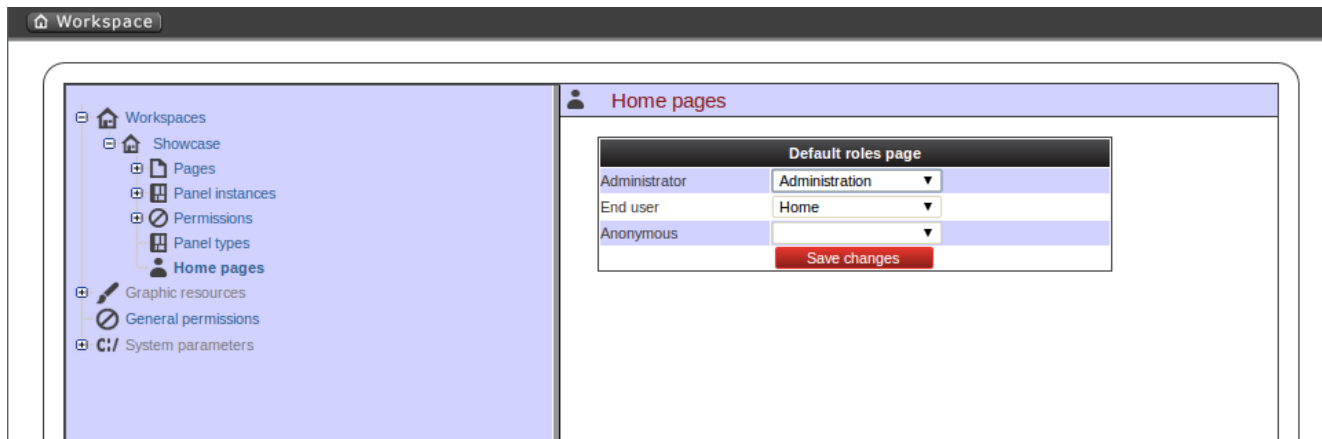 Workspace
Workspaces
Showcase
Pages
Panel instances
Permissions
Panel types
Home pages
Graphic resources
General permissions
C:/ System parameters
Home pages
Default roles page
Administrator Administration
End user Home
Anonymous
Save changes